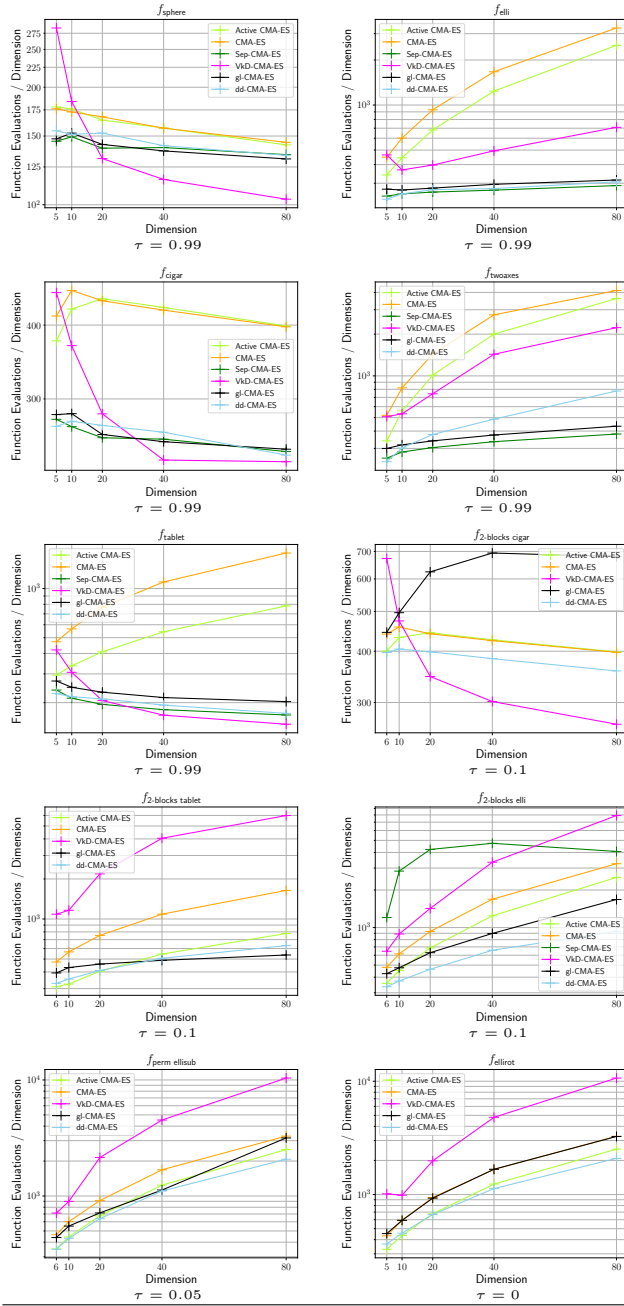 f_sphere
Function Evaluations / Dimension
275
250
225
200
175
150
125
10^2
Active CMA-ES
CMA-ES
Sep-CMA-ES
VkD-CMA-ES
gl-CMA-ES
dd-CMA-ES
5 10 20 40 80
Dimension
τ = 0.99
f_elli
Function Evaluations / Dimension
10^3
Active CMA-ES
CMA-ES
Sep-CMA-ES
VkD-CMA-ES
gl-CMA-ES
dd-CMA-ES
5 10 20 40 80
Dimension
τ = 0.99
f_cigar
Function Evaluations / Dimension
400
300
Active CMA-ES
CMA-ES
Sep-CMA-ES
VkD-CMA-ES
gl-CMA-ES
dd-CMA-ES
5 10 20 40 80
Dimension
τ = 0.99
f_twoaxes
Function Evaluations / Dimension
10^3
Active CMA-ES
CMA-ES
Sep-CMA-ES
VkD-CMA-ES
gl-CMA-ES
dd-CMA-ES
5 10 20 40 80
Dimension
τ = 0.99
f_tablet
Function Evaluations / Dimension
10^3
Active CMA-ES
CMA-ES
Sep-CMA-ES
VkD-CMA-ES
gl-CMA-ES
dd-CMA-ES
5 10 20 40 80
Dimension
τ = 0.99
f_2-blocks cigar
Function Evaluations / Dimension
700
600
500
400
300
Active CMA-ES
CMA-ES
VkD-CMA-ES
gl-CMA-ES
dd-CMA-ES
6 10 20 40 80
Dimension
τ = 0.1
f_2-blocks tablet
Function Evaluations / Dimension
10^3
Active CMA-ES
CMA-ES
VkD-CMA-ES
gl-CMA-ES
dd-CMA-ES
6 10 20 40 80
Dimension
τ = 0.1
f_2-blocks elli
Function Evaluations / Dimension
10^3
Active CMA-ES
CMA-ES
Sep-CMA-ES
VkD-CMA-ES
gl-CMA-ES
dd-CMA-ES
6 10 20 40 80
Dimension
τ = 0.1
f_perm ellisub
Function Evaluations / Dimension
10^4
10^3
Active CMA-ES
CMA-ES
VkD-CMA-ES
gl-CMA-ES
dd-CMA-ES
6 10 20 40 80
Dimension
τ = 0.05
f_ellirot
Function Evaluations / Dimension
10^4
10^3
Active CMA-ES
CMA-ES
VkD-CMA-ES
gl-CMA-ES
dd-CMA-ES
5 10 20 40 80
Dimension
τ = 0